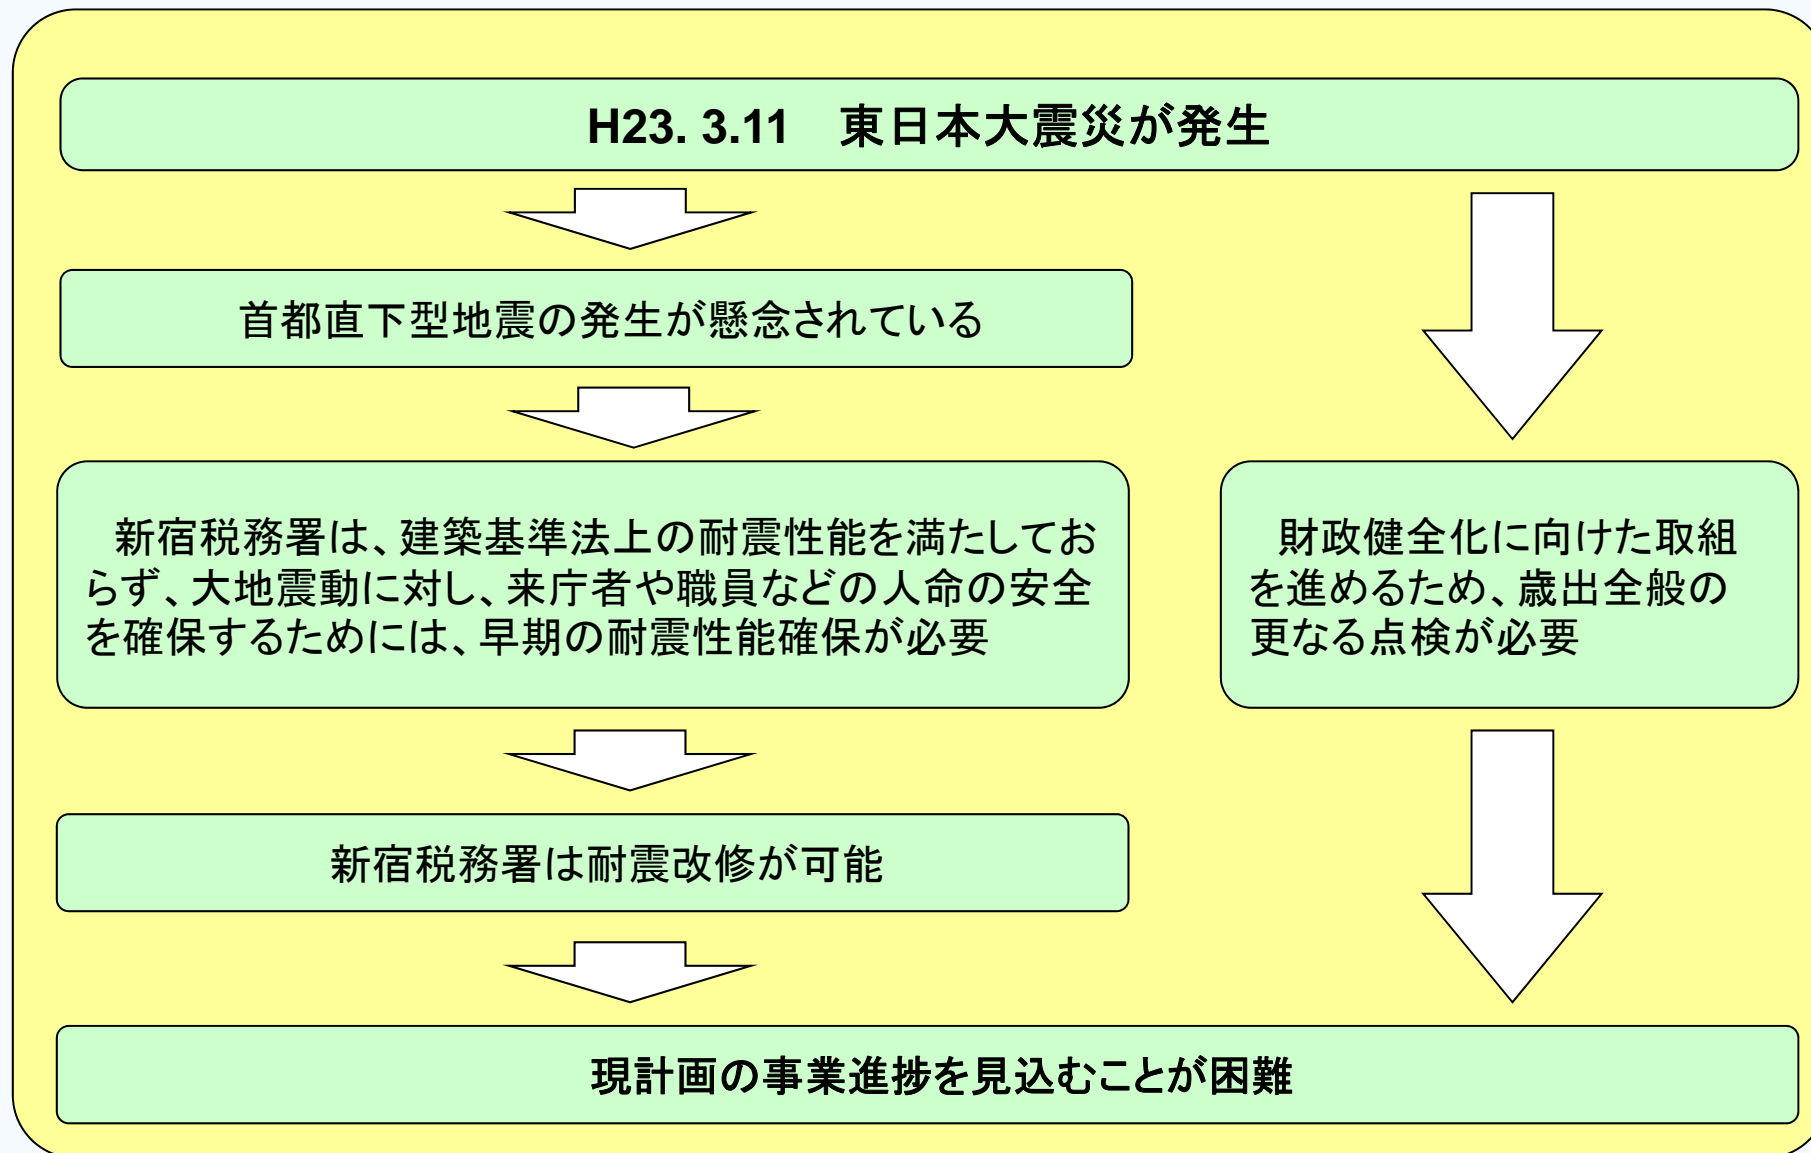 H23. 3.11　東日本大震災が発生
首都直下型地震の発生が懸念されている
新宿税務署は、建築基準法上の耐震性能を満たしてお
らず、大地震動に対し、来庁者や職員などの人命の安全
を確保するためには、早期の耐震性能確保が必要
財政健全化に向けた取組
を進めるため、歳出全般の
更なる点検が必要
新宿税務署は耐震改修が可能
現計画の事業進捗を見込むことが困難